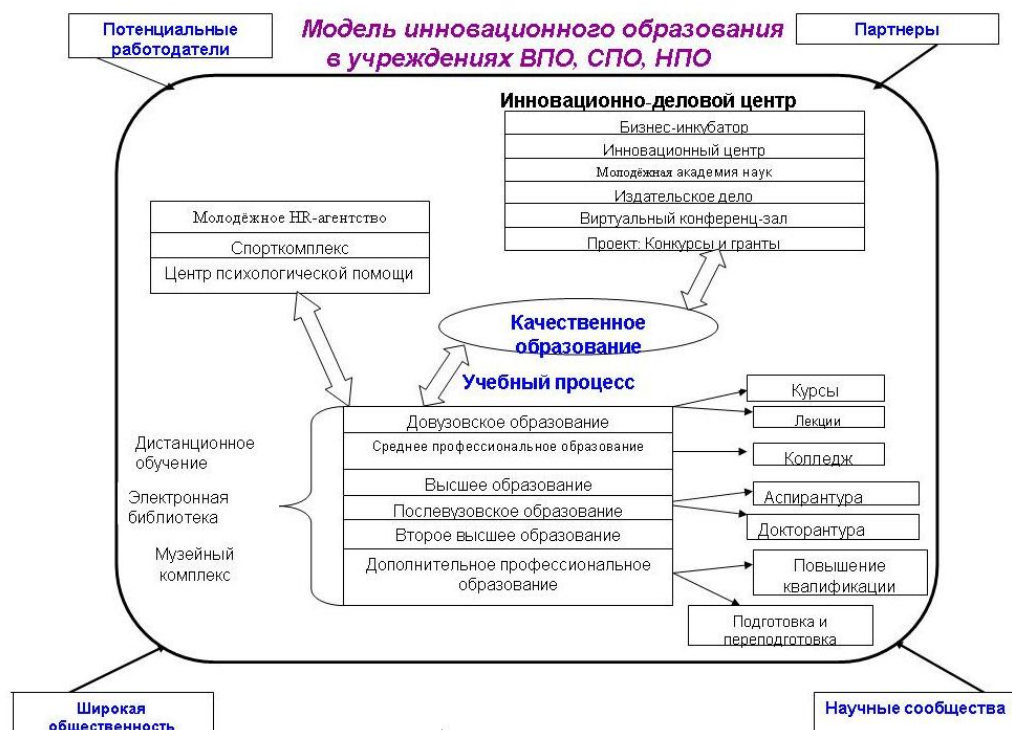 Потенциальные
работодатели
Модель инновационного образования
в учреждениях ВПО, СПО, НПО
Партнеры
Инновационно-деловой центр
Бизнес-инкубатор
Инновационный центр
Молодёжная академия наук
Издательское дело
Виртуальный конференц-зал
Проект: Конкурсы и гранты
Молодёжное HR-агентство
Спорткомплекс
Центр психологической помощи
Качественное
образование
Учебный процесс
Довузовское образование
Среднее профессиональное образование
Высшее образование
Послевузовское образование
Второе высшее образование
Дополнительное профессиональное
образование
Дистанционное
обучение
Электронная
библиотека
Музейный
комплекс
Курсы
Лекции
Колледж
Аспирантура
Докторантура
Повышение
квалификации
Подготовка и
переподготовка
Широкая
общественность
Научные сообщества